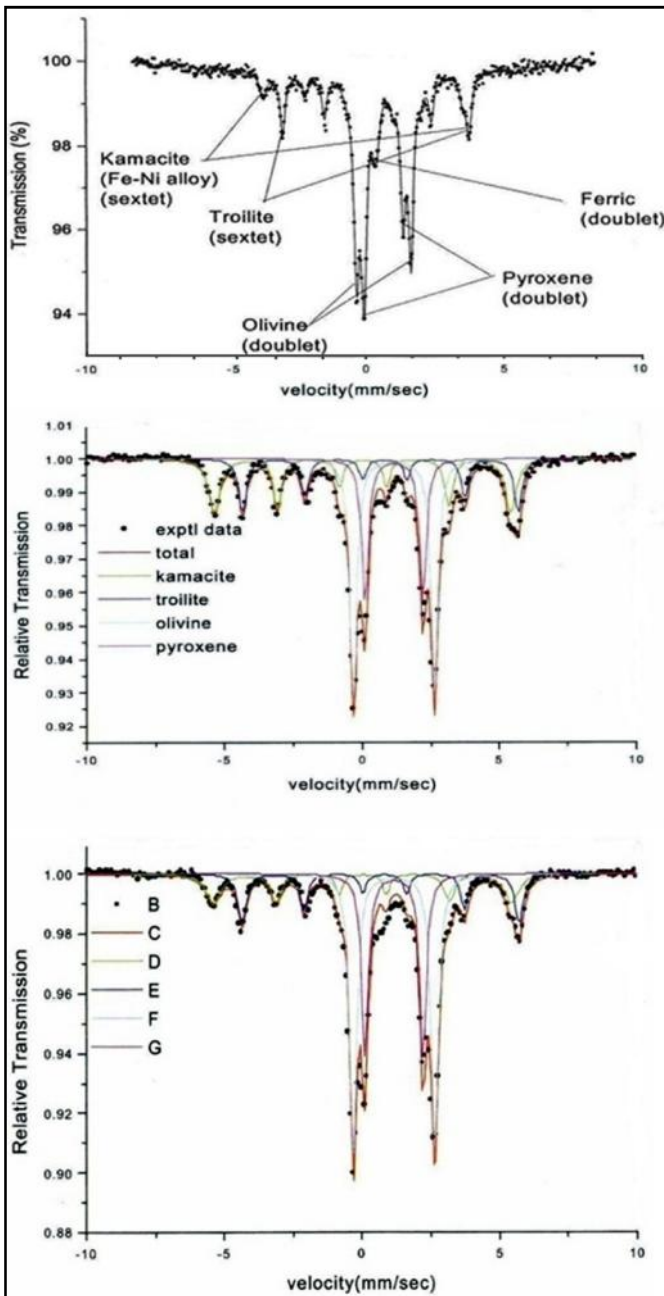 100
98
96
94
Transmission (%)
Kamacite
(Fe-Ni alloy)
(sextet)
Troilite
(sextet)
Ferric
(doublet)
Pyroxene
(doublet)
Olivine
(doublet)
-10
-5
0
5
10
velocity(mm/sec)
1.01
1.00
0.99
0.98
0.97
0.96
0.95
0.94
0.93
0.92
Relative Transmission
exptl data
total
kamacite
troilite
olivine
pyroxene
-10
-5
0
5
10
velocity(mm/sec)
1.00
0.98
0.96
0.94
0.92
0.90
0.88
Relative Transmission
B
C
D
E
F
G
-10
-5
0
5
10
velocity(mm/sec)